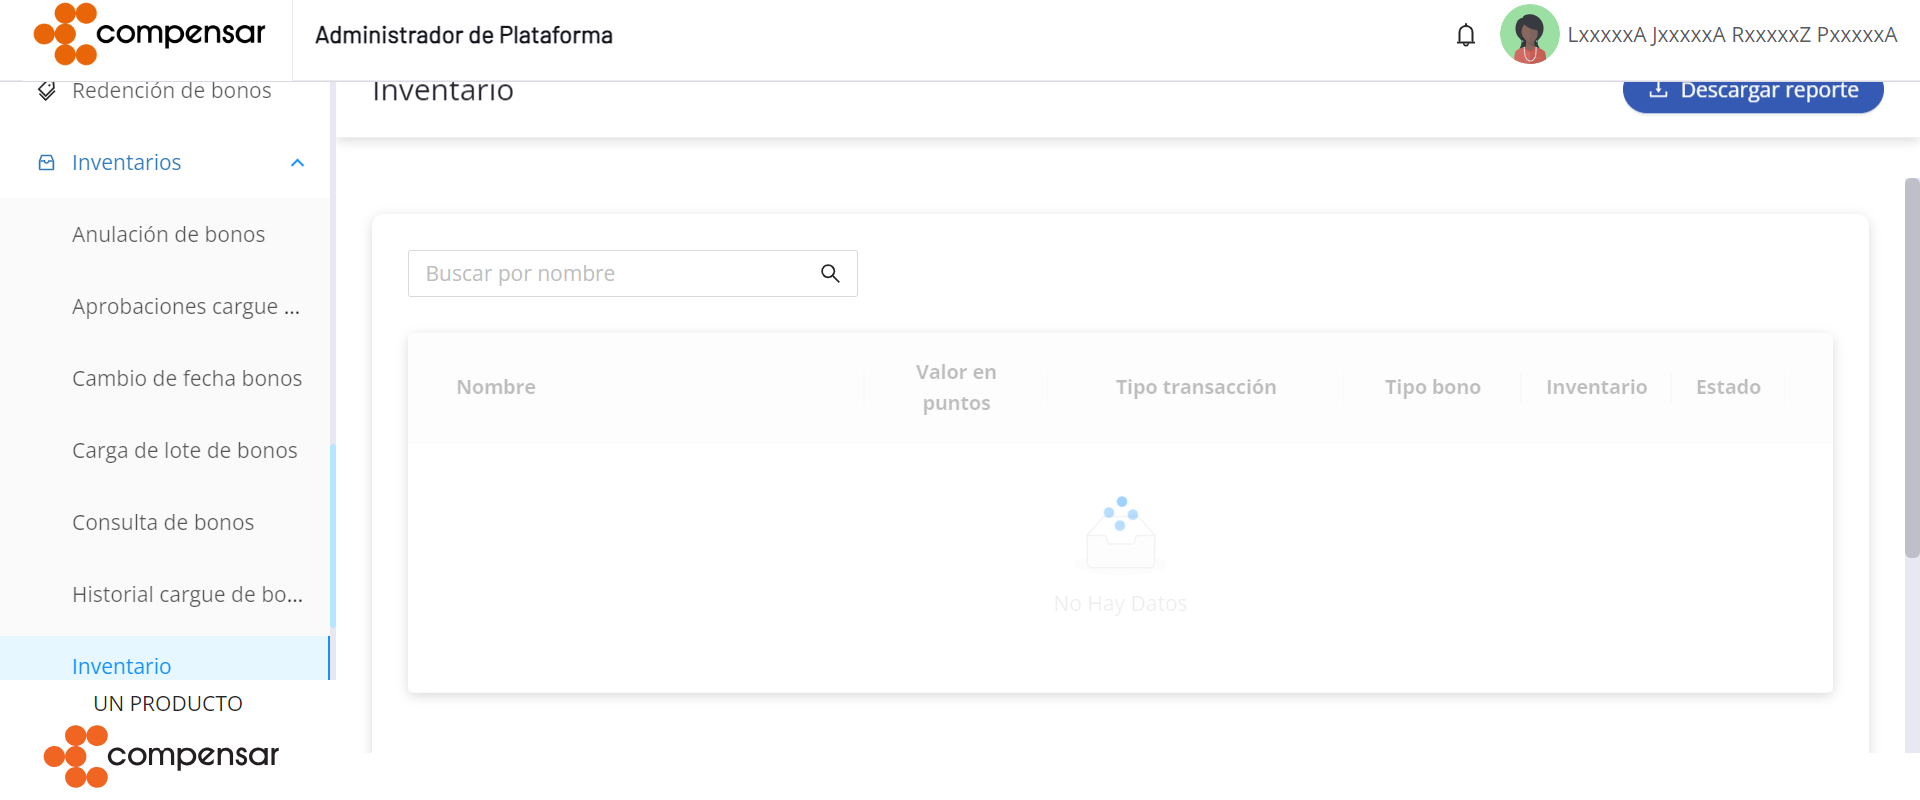 compensar
Administrador de Plataforma
LxxxxxA JxxxxxA RxxxxxZ PxxxxxA
Redención de bonos
Inventario
Descargar reporte
Inventarios
Anulación de bonos
Aprobaciones cargue ...
Cambio de fecha bonos
Carga de lote de bonos
Consulta de bonos
Historial cargue de bo...
Inventario
UN PRODUCTO
compensar
Buscar por nombre
Nombre
Valor en
puntos
Tipo transacción
Tipo bono
Inventario
Estado
No Hay Datos